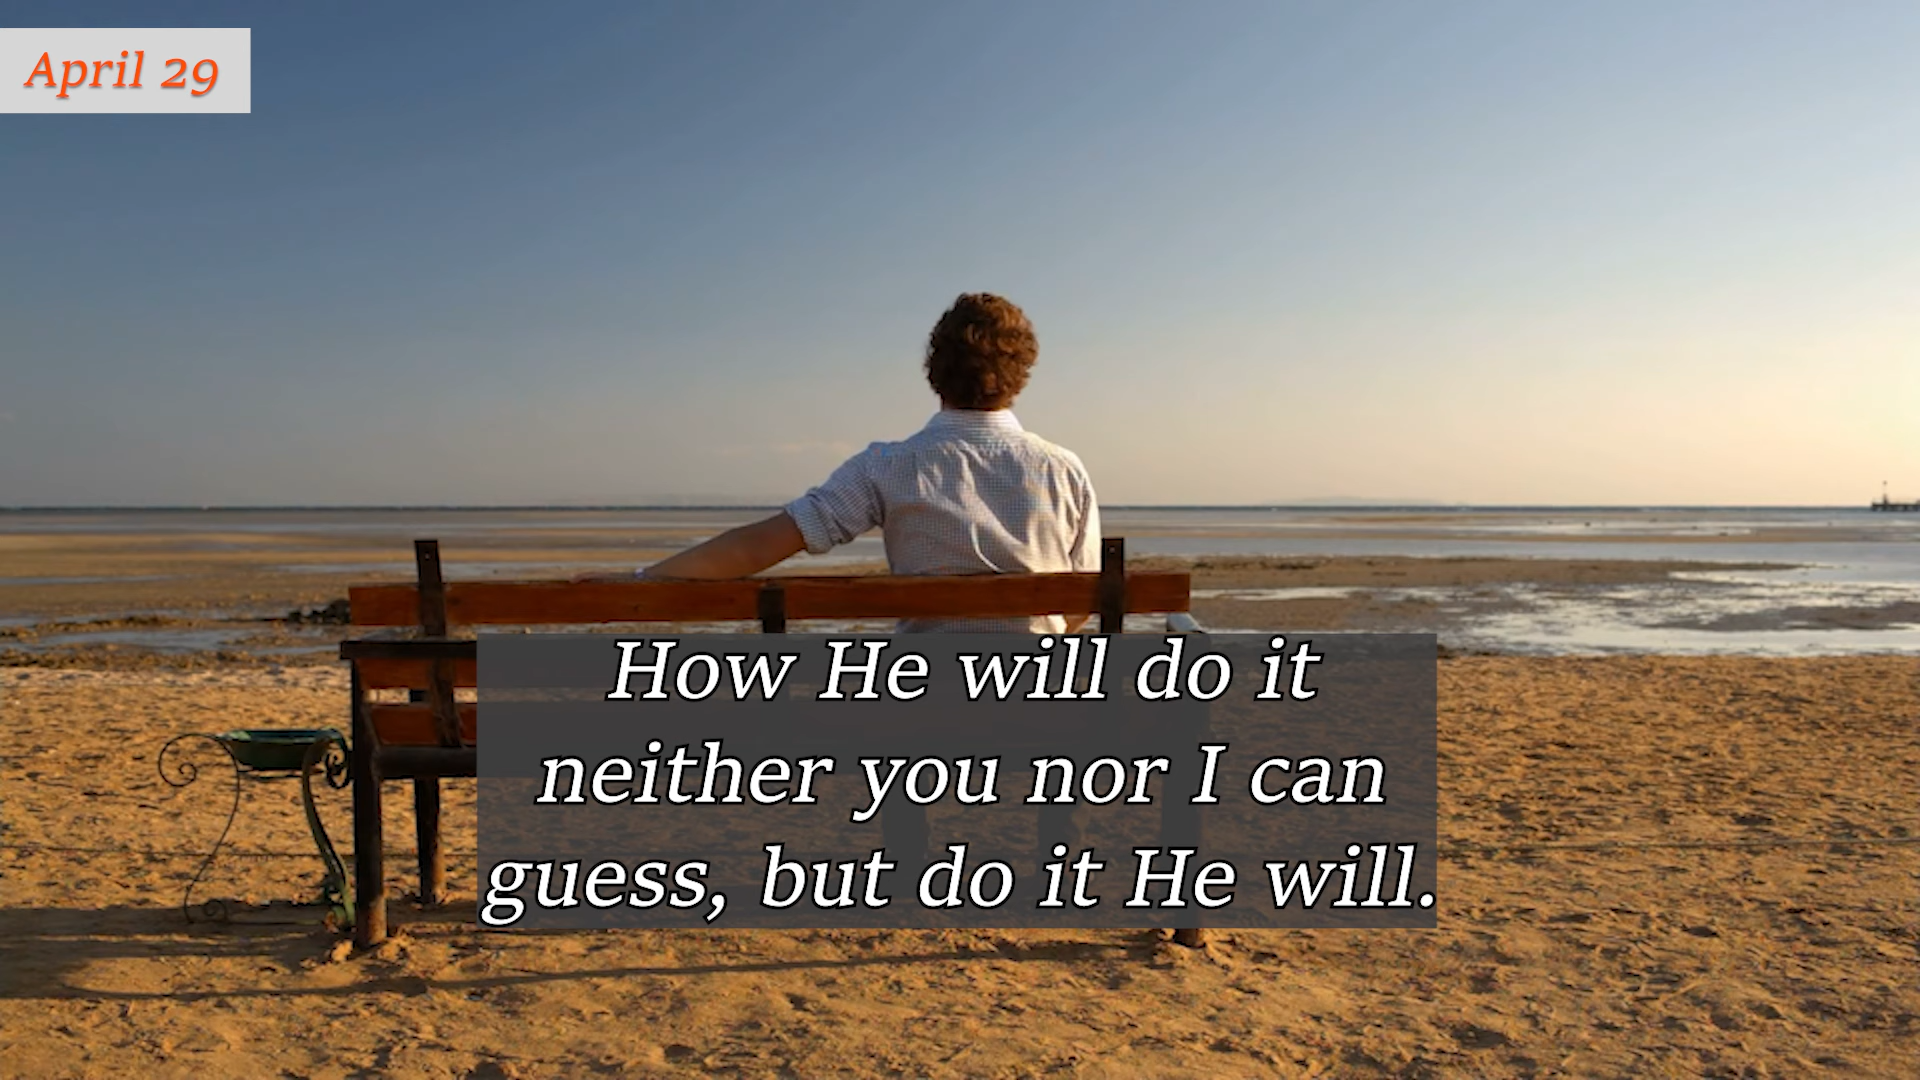 April 29
How He will do it
neither you nor I can
guess, but do it He will.